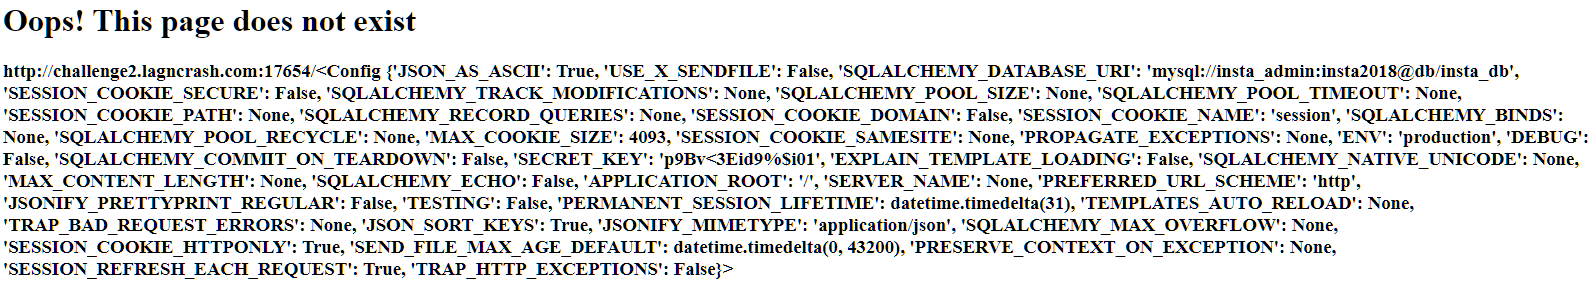 Oops! This page does not exist
http://challenge2.lagncrash.com:17654/<Config {'JSON_AS_ASCII': True, 'USE_X_SENDFILE': False, 'SQLALCHEMY_DATABASE_URI': 'mysql://insta_admin:insta2018@db/insta_db',
'SESSION_COOKIE_SECURE': False, 'SQLALCHEMY_TRACK_MODIFICATIONS': None, 'SQLALCHEMY_POOL_SIZE': None, 'SQLALCHEMY_POOL_TIMEOUT': None,
'SESSION_COOKIE_PATH': None, 'SQLALCHEMY_RECORD_QUERIES': None, 'SESSION_COOKIE_DOMAIN': False, 'SESSION_COOKIE_NAME': 'session', 'SQLALCHEMY_BINDS':
None, 'SQLALCHEMY_POOL_RECYCLE': None, 'MAX_COOKIE_SIZE': 4093, 'SESSION_COOKIE_SAMESITE': None, 'PROPAGATE_EXCEPTIONS': None, 'ENV': 'production', 'DEBUG':
False, 'SQLALCHEMY_COMMIT_ON_TEARDOWN': False, 'SECRET_KEY': 'p9Bv<3Eid9%$i01', 'EXPLAIN_TEMPLATE_LOADING': False, 'SQLALCHEMY_NATIVE_UNICODE': None,
'MAX_CONTENT_LENGTH': None, 'SQLALCHEMY_ECHO': False, 'APPLICATION_ROOT': '/', 'SERVER_NAME': None, 'PREFERRED_URL_SCHEME': 'http',
'JSONIFY_PRETTYPRINT_REGULAR': False, 'TESTING': False, 'PERMANENT_SESSION_LIFETIME': datetime.timedelta(31), 'TEMPLATES_AUTO_RELOAD': None,
'TRAP_BAD_REQUEST_ERRORS': None, 'JSON_SORT_KEYS': True, 'JSONIFY_MIMETYPE': 'application/json', 'SQLALCHEMY_MAX_OVERFLOW': None,
'SESSION_COOKIE_HTTPONLY': True, 'SEND_FILE_MAX_AGE_DEFAULT': datetime.timedelta(0, 43200), 'PRESERVE_CONTEXT_ON_EXCEPTION': None,
'SESSION_REFRESH_EACH_REQUEST': True, 'TRAP_HTTP_EXCEPTIONS': False}>